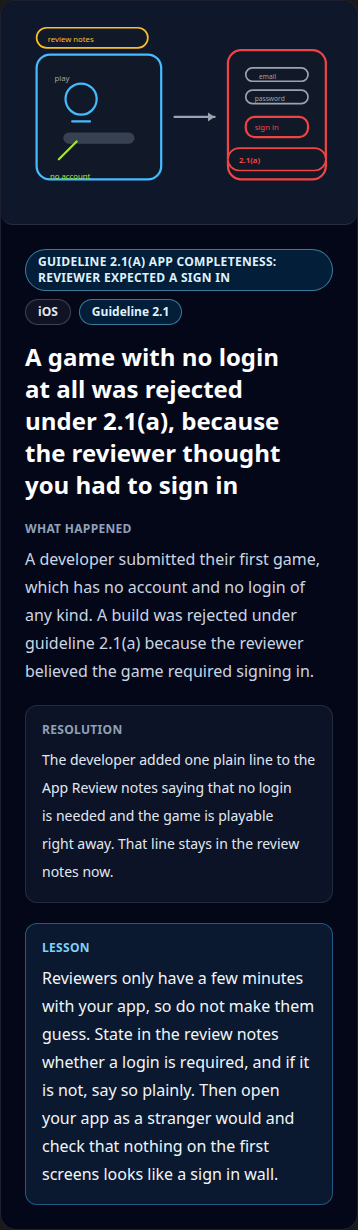 review notes
play
no account
email
password
sign in
2.1(a)
GUIDELINE 2.1(A) APP COMPLETENESS:
REVIEWER EXPECTED A SIGN IN
iOS
Guideline 2.1
A game with no login
at all was rejected
under 2.1(a), because
the reviewer thought
you had to sign in
WHAT HAPPENED
A developer submitted their first game,
which has no account and no login of
any kind. A build was rejected under
guideline 2.1(a) because the reviewer
believed the game required signing in.
RESOLUTION
The developer added one plain line to the
App Review notes saying that no login
is needed and the game is playable
right away. That line stays in the review
notes now.
LESSON
Reviewers only have a few minutes
with your app, so do not make them
guess. State in the review notes
whether a login is required, and if it
is not, say so plainly. Then open
your app as a stranger would and
check that nothing on the first
screens looks like a sign in wall.